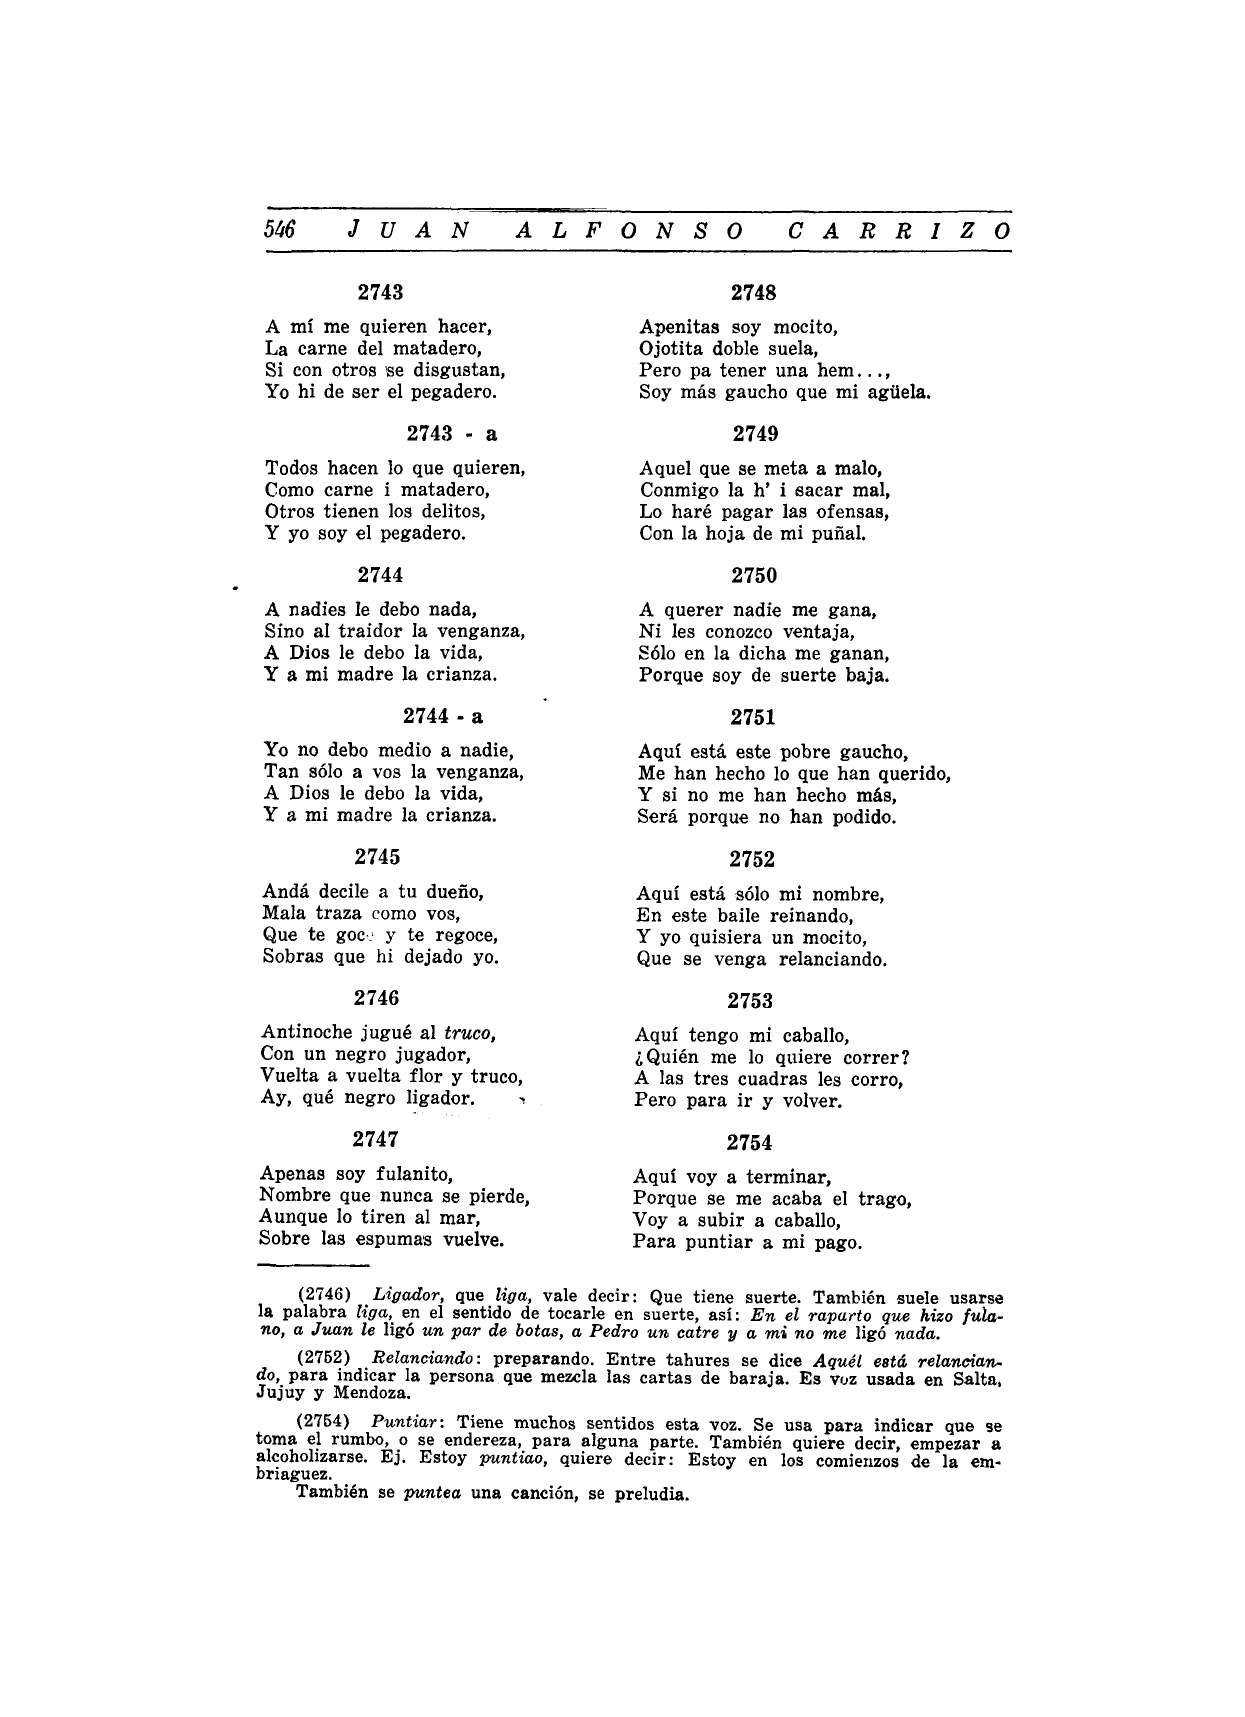 546 JUAN ALFONSO CARRIZO
2743
A mí me quieren hacer,
La carne del matadero,
Si con otros se disgustan,
Yo hi de ser el pegadero.
2743 - a
Todos hacen lo que quieren,
Como carne i matadero,
Otros tienen los delitos,
Y yo soy el pegadero.
2744
A nadies le debo nada,
Sino al traidor la venganza,
A Dios le debo la vida,
Y a mi madre la crianza.
2744 - a
Yo no debo medio a nadie,
Tan sólo a vos la venganza,
A Dios le debo la vida,
Y a mi madre la crianza.
2745
Andá decile a tu dueño,
Mala traza como vos,
Que te goce y te regoce,
Sobras que hi dejado yo.
2746
Antinoche jugué al truco,
Con un negro jugador,
Vuelta a vuelta flor y truco,
Ay, qué negro ligador.
2747
Apenas soy fulanito,
Nombre que nunca se pierde,
Aunque lo tiren al mar,
Sobre las espumas vuelve.
2748
Apenitas soy mocito,
Ojotita doble suela,
Pero pa tener una hem...,
Soy más gaucho que mi agüela.
2749
Aquel que se meta a malo,
Conmigo la h' i sacar mal,
Lo haré pagar las ofensas,
Con la hoja de mi puñal.
2750
A querer nadie me gana,
Ni les conozco ventaja,
Sólo en la dicha me ganan,
Porque soy de suerte baja.
2751
Aquí está este pobre gaucho,
Me han hecho lo que han querido,
Y si no me han hecho más,
Será porque no han podido.
2752
Aquí está sólo mi nombre,
En este baile reinando,
Y yo quisiera un mocito,
Que se venga relanciando.
2753
Aquí tengo mi caballo,
¿Quién me lo quiere correr?
A las tres cuadras les corro,
Pero para ir y volver.
2754
Aquí voy a terminar,
Porque se me acaba el trago,
Voy a subir a caballo,
Para puntiar a mi pago.
(2746) Ligador, que liga, vale decir: Que tiene suerte. También suele usarse
la palabra liga, en el sentido de tocarle en suerte, así: En el raparto que hizo fula-
no, a Juan le ligó un par de botas, a Pedro un catre y a mi no me ligó nada.
(2752) Relanciando: preparando. Entre tahures se dice Aquél está relancian-
do, para indicar la persona que mezcla las cartas de baraja. Es voz usada en Salta,
Jujuy y Mendoza.
(2754) Puntiar: Tiene muchos sentidos esta voz. Se usa para indicar que se
toma el rumbo, o se endereza, para alguna parte. También quiere decir, empezar a
alcoholizarse. Ej. Estoy puntiao, quiere decir: Estoy en los comienzos de la em-
briaguez.
También se puntea una canción, se preludia.